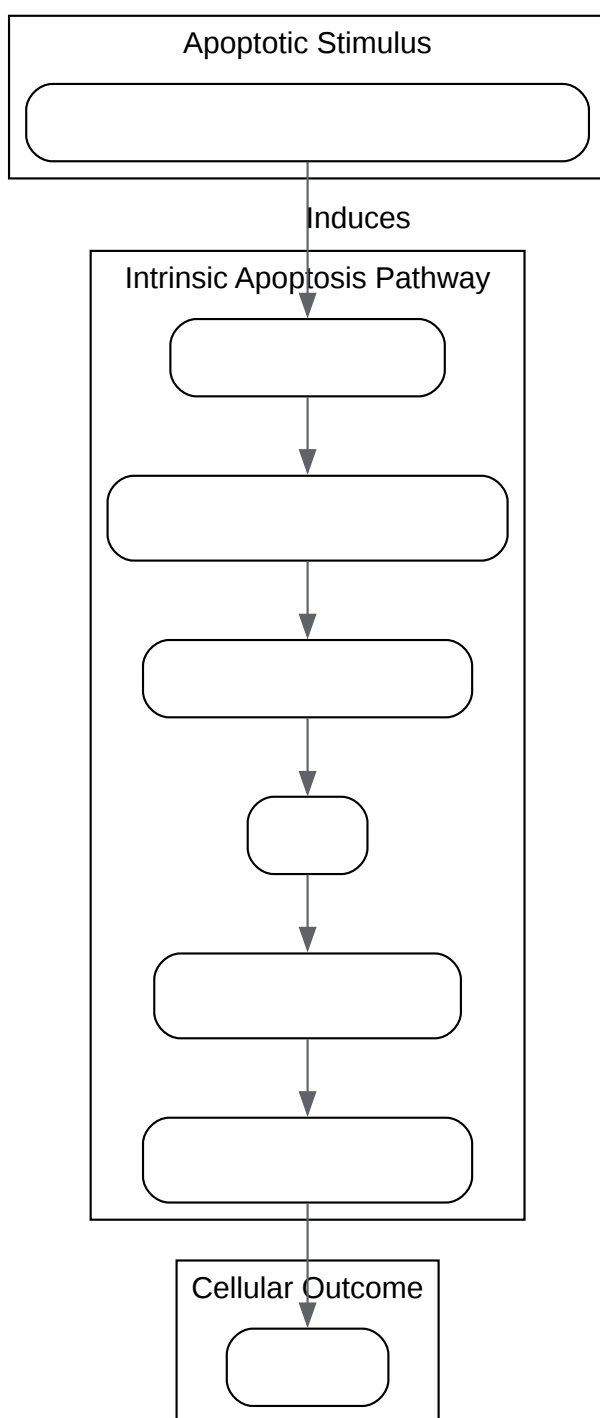 Apoptotic Stimulus
Induces
Intrinsic Apoptosis Pathway
Cellular Outcome